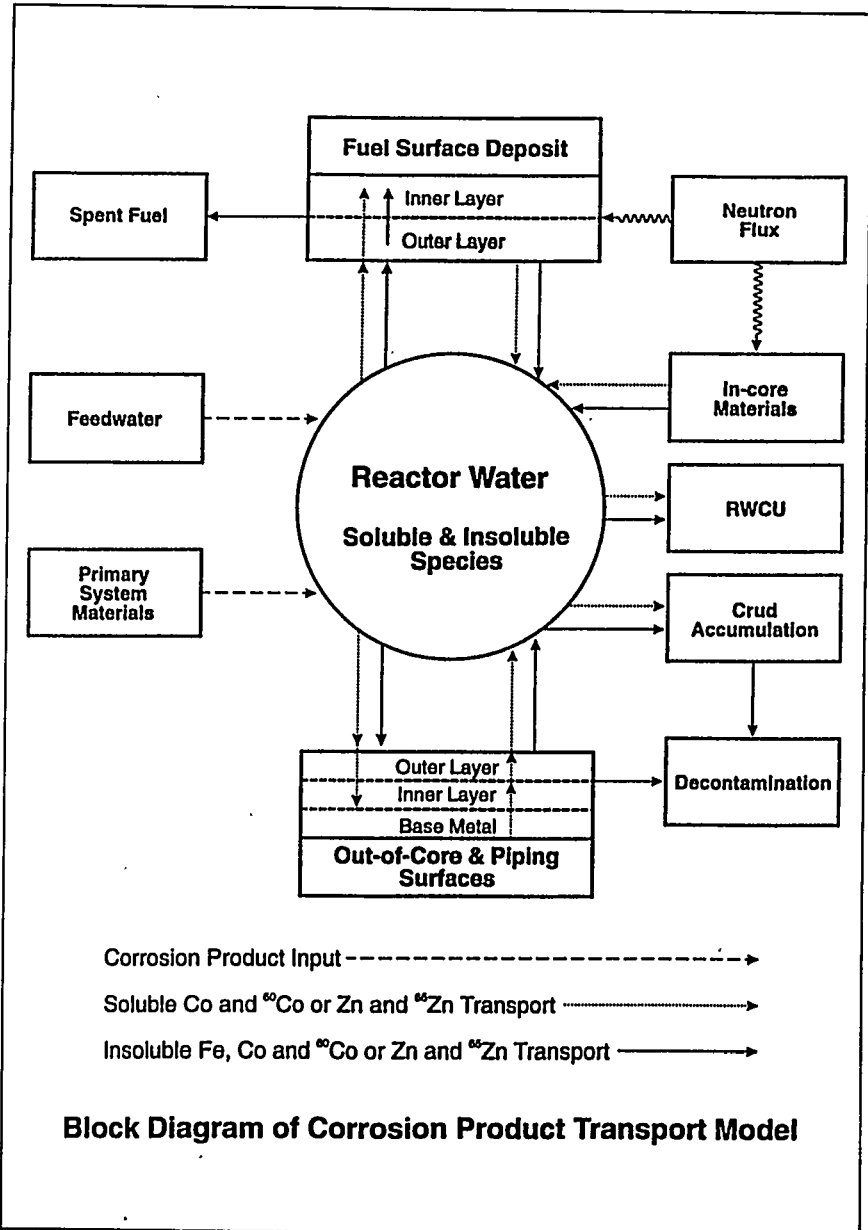 Fuel Surface Deposit
Inner Layer
Outer Layer
Spent Fuel
Neutron
Flux
Feedwater
In-core
Materials
Reactor Water
Soluble & Insoluble
Species
RWCU
Primary
System
Materials
Crud
Accumulation
Outer Layer
Inner Layer
Base Metal
Out-of-Core & Piping
Surfaces
Decontamination
Corrosion Product Input
Soluble Co and ⁶⁰Co or Zn and ⁶⁵Zn Transport
Insoluble Fe, Co and ⁶⁰Co or Zn and ⁶⁵Zn Transport
Block Diagram of Corrosion Product Transport Model